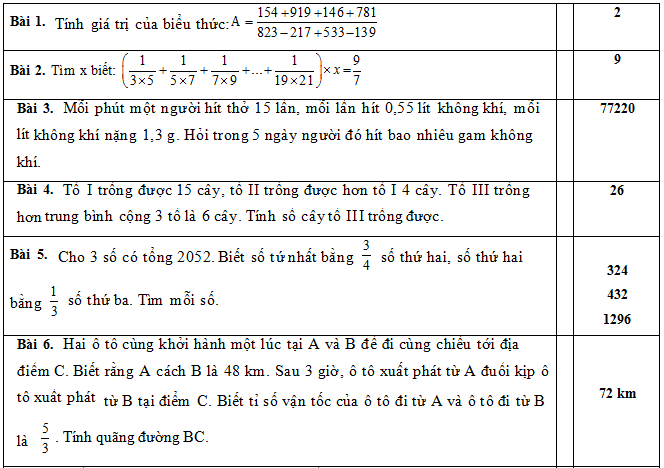 Bài 1. Tính giá trị của biểu thức: A = (154+919+146+781)/(823−217+533−139)
2
Bài 2. Tìm x biết: (1/(3×5) + 1/(5×7) + 1/(7×9) + ... + 1/(19×21)) × x = 9/7
9
Bài 3. Mỗi phút một người hít thở 15 lần, mỗi lần hít 0,55 lít không khí, mỗi
lít không khí nặng 1,3 g. Hỏi trong 5 ngày người đó hít bao nhiêu gam không
khí.
77220
Bài 4. Tổ I trồng được 15 cây, tổ II trồng được hơn tổ I 4 cây. Tổ III trồng
hơn trung bình cộng 3 tổ là 6 cây. Tính số cây tổ III trồng được.
26
Bài 5. Cho 3 số có tổng 2052. Biết số tứ nhất bằng 3/4 số thứ hai, số thứ hai
bằng 1/3 số thứ ba. Tìm mỗi số.
324
432
1296
Bài 6. Hai ô tô cùng khởi hành một lúc tại A và B để đi cùng chiều tới địa
điểm C. Biết rằng A cách B là 48 km. Sau 3 giờ, ô tô xuất phát từ A đuổi kịp ô
tô xuất phát từ B tại điểm C. Biết tỉ số vận tốc của ô tô đi từ A và ô tô đi từ B
là 5/3. Tính quãng đường BC.
72 km